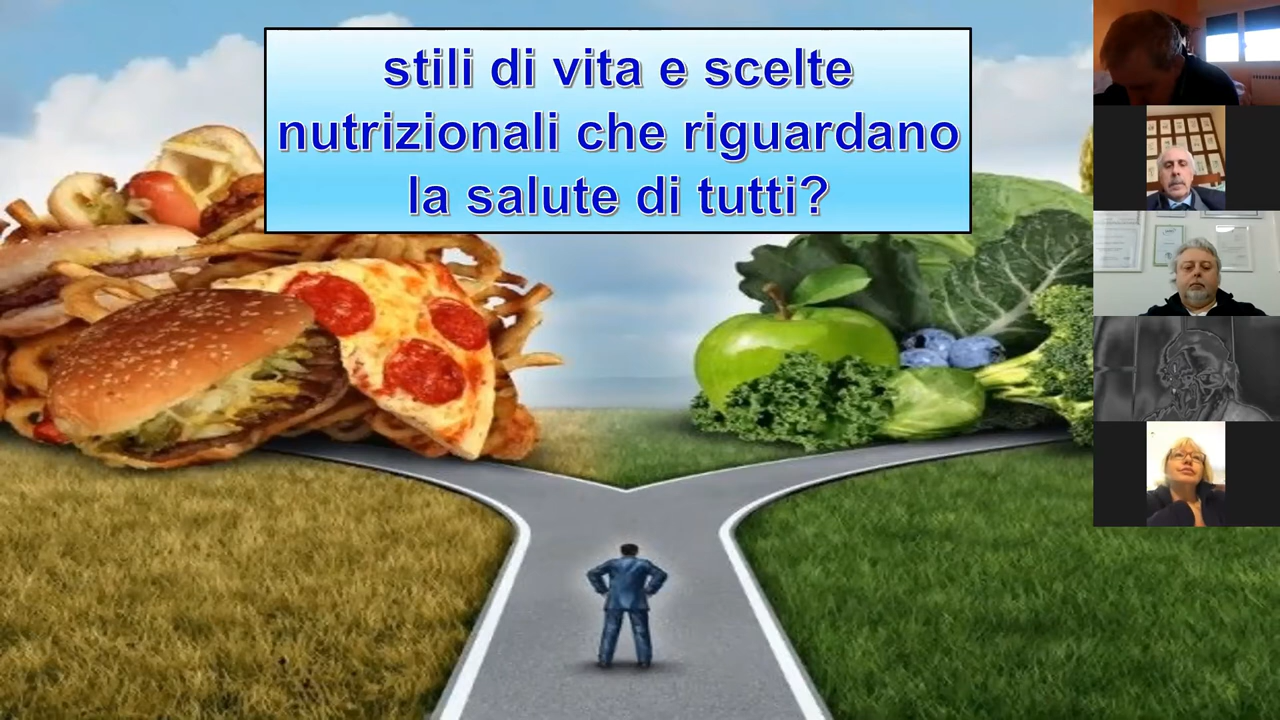 stili di vita e scelte
nutrizionali che riguardano
la salute di tutti?